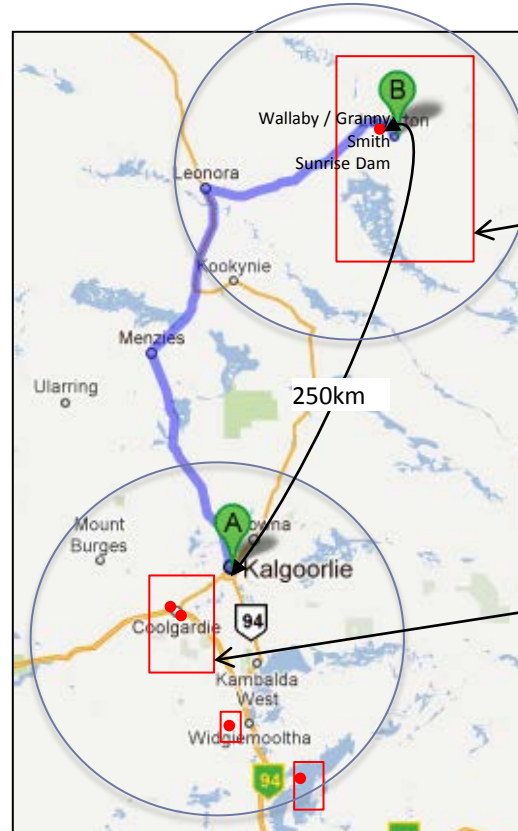 B
Wallaby / Granny
Smith
Sunrise Dam
Leonora
Kookynie
Menzies
250km
Ularring
A
Mount
Burges
Kalgoorlie
Coolgardie
94
Kambalda
West
Widgiemooltha
94